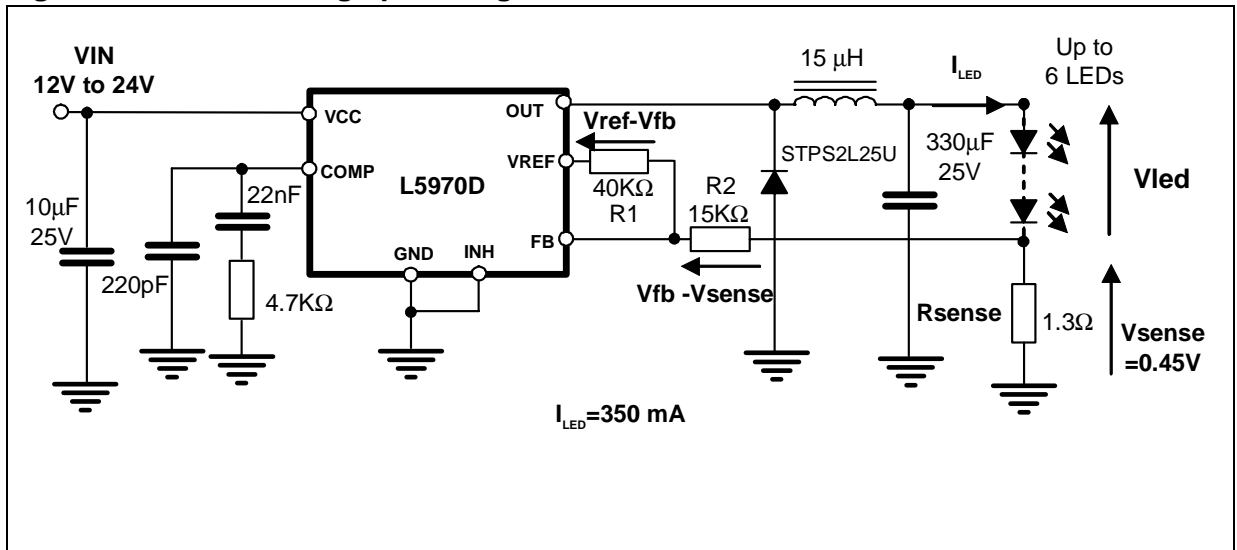 VIN
12V to 24V
VCC
COMP
L5970D
OUT
VREF
FB
GND
INH
10μF
25V
220pF
22nF
4.7KΩ
Vref-Vfb
40KΩ
R1
R2
15KΩ
Vfb -Vsense
STPS2L25U
15 μH
330μF
25V
I LED
Up to
6 LEDs
Vled
Rsense
1.3Ω
Vsense
=0.45V
I LED=350 mA